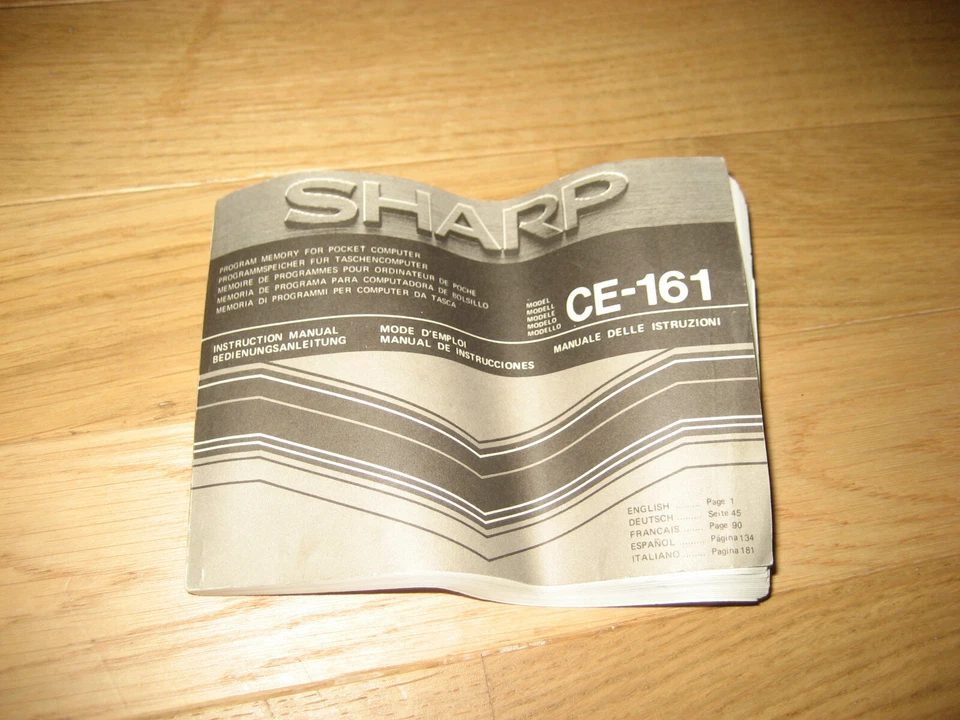 SHARP
PROGRAM MEMORY FOR POCKET COMPUTER
PROGRAMMSPEICHER FÜR TASCHENCOMPUTER
MEMOIRE DE PROGRAMMES POUR ORDINATEUR DE POCHE
MEMORIA DE PROGRAMA PARA COMPUTADORA DE BOLSILLO
MEMORIA DI PROGRAMMI PER COMPUTER DA TASCA
MODEL
MODELL
MODELE
MODELO
MODELLO
CE-161
INSTRUCTION MANUAL
BEDIENUNGSANLEITUNG
MODE D'EMPLOI
MANUAL DE INSTRUCCIONES
MANUALE DELLE ISTRUZIONI
ENGLISH ........ Page 1
DEUTSCH ........ Seite 45
FRANCAIS ........ Page 90
ESPAÑOL ........ Página 134
ITALIANO ........ Pagina 181